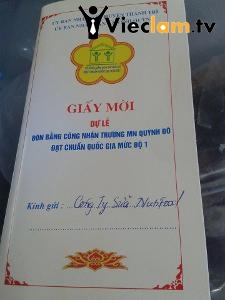 Vieclam.tv
GIẤY MỜI
DỰ LỄ
ĐÓN BẰNG CÔNG NHẬN TRƯỜNG MN QUỲNH ĐÔ
ĐẠT CHUẨN QUỐC GIA MỨC ĐỘ 1
Kính gửi : ...Công Ty Sữa Nutifood